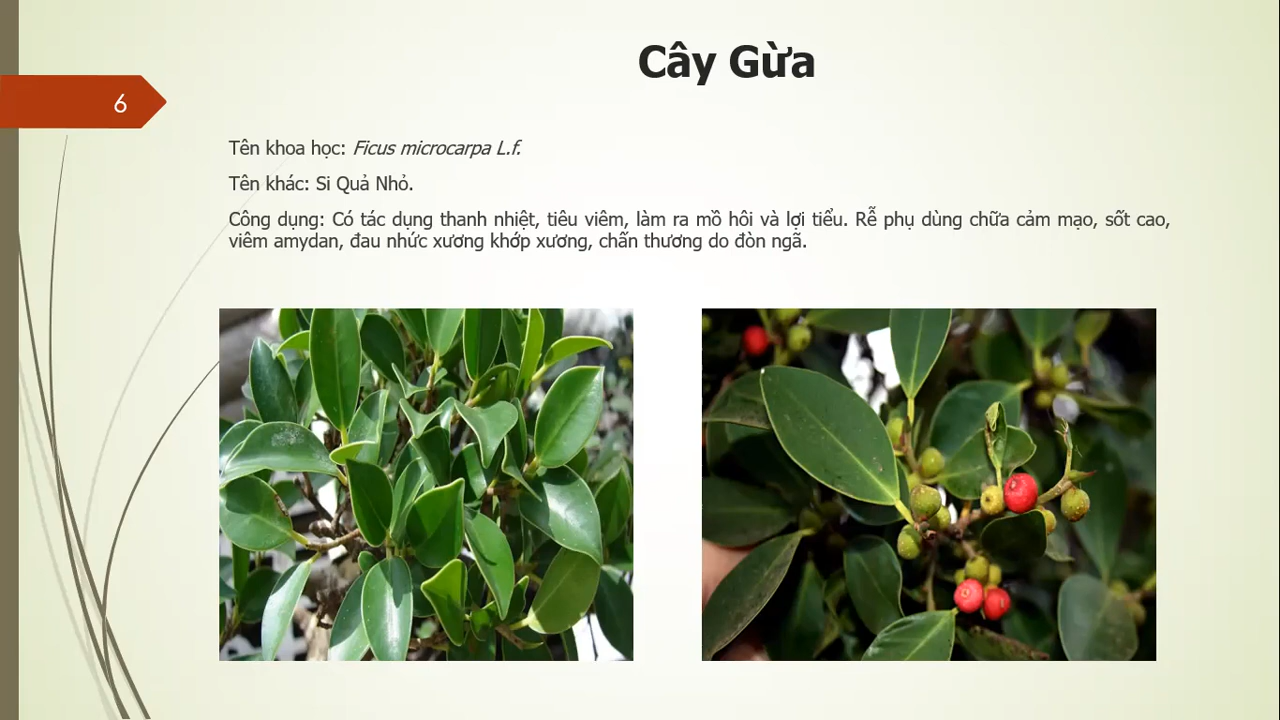 Cây Gừa
6
Tên khoa học: Ficus microcarpa L.f.
Tên khác: Si Quả Nhỏ.
Công dụng: Có tác dụng thanh nhiệt, tiêu viêm, làm ra mồ hôi và lợi tiểu. Rễ phụ dùng chữa cảm mạo, sốt cao,
viêm amydan, đau nhức xương khớp xương, chấn thương do đòn ngã.